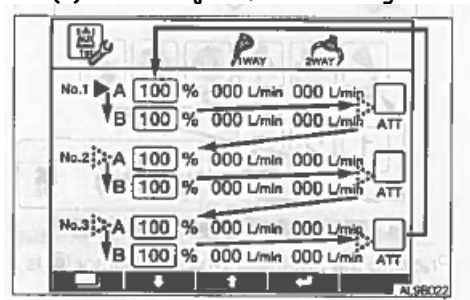 1st 1WAY 2WAY
No.1 A 100 % 000 L/min 000 L/min
B 100 % 000 L/min 000 L/min ATT
No.2 A 100 % 000 L/min 000 L/min
B 100 % 000 L/min 000 L/min ATT
No.3 A 100 % 000 L/min 000 L/min
B 100 % 000 L/min 000 L/min ATT
AL9B022